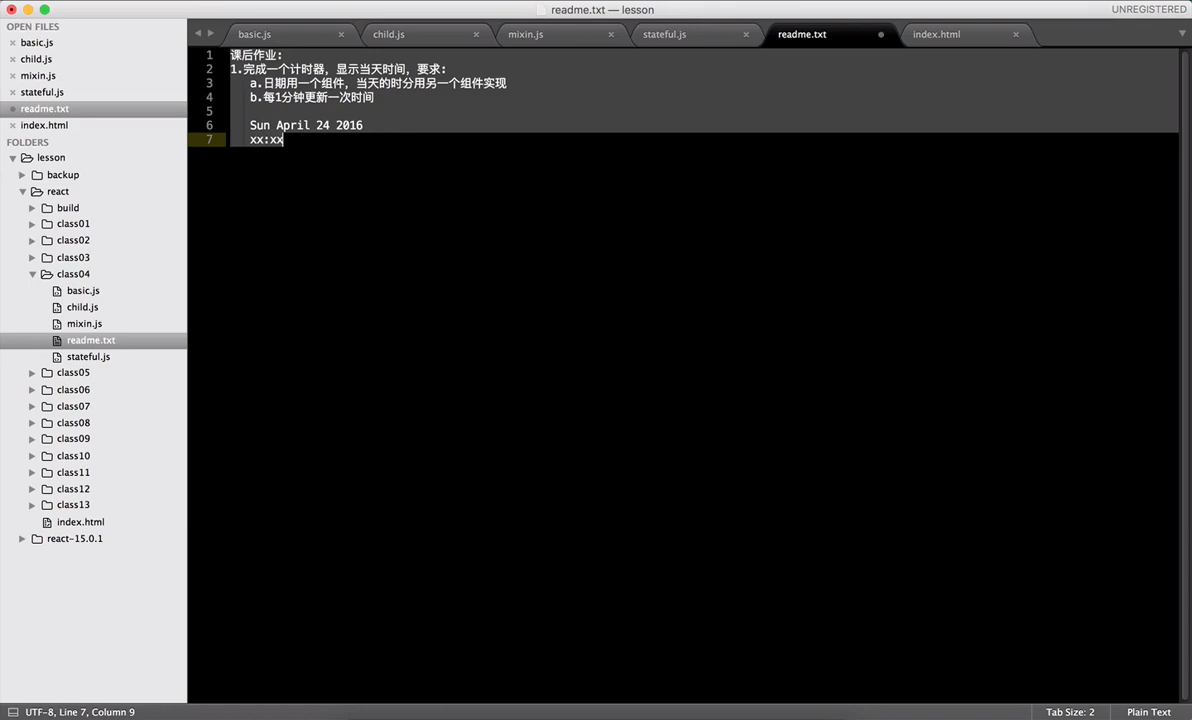 readme.txt — lesson
UNREGISTERED
OPEN FILES
basic.js
child.js
mixin.js
stateful.js
readme.txt
index.html
FOLDERS
lesson
backup
react
build
class01
class02
class03
class04
basic.js
child.js
mixin.js
readme.txt
stateful.js
class05
class06
class07
class08
class09
class10
class11
class12
class13
index.html
react-15.0.1
basic.js
child.js
mixin.js
stateful.js
readme.txt
index.html
1 课后作业:
2 1.完成一个计时器，显示当天时间，要求:
3 a.日期用一个组件，当天的时分用另一个组件实现
4 b.每1分钟更新一次时间
5
6 Sun April 24 2016
7 xx:xx
UTF-8, Line 7, Column 9
Tab Size: 2
Plain Text